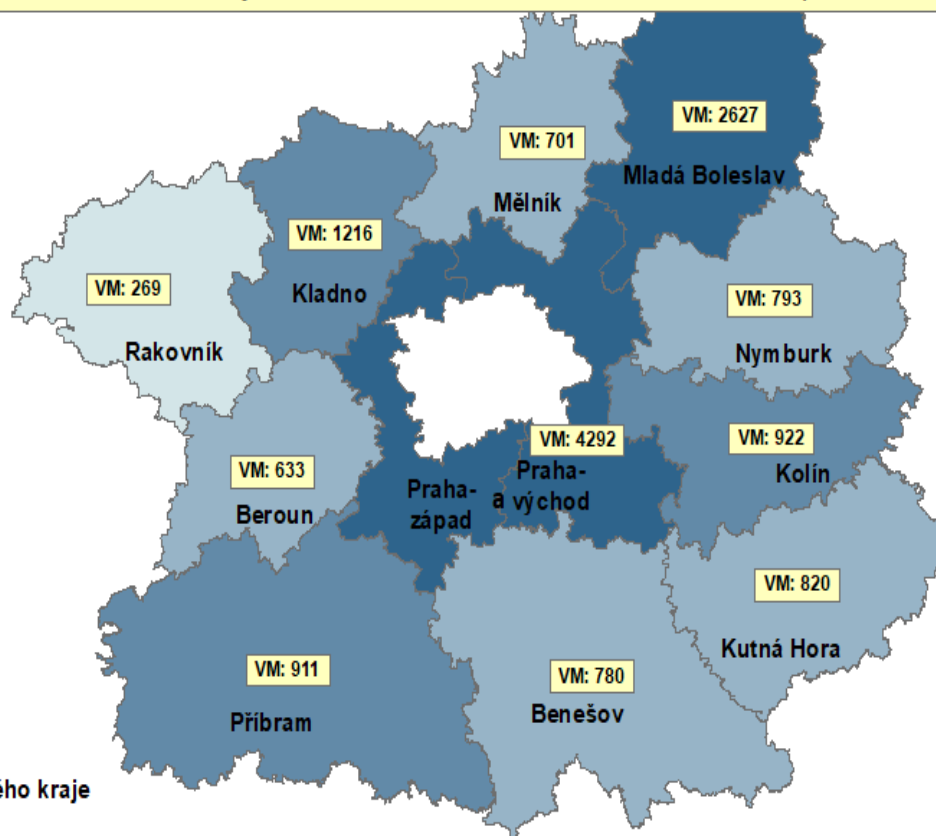 VM: 2627
Mladá Boleslav
VM: 701
Mělník
VM: 1216
Kladno
VM: 269
Rakovník
VM: 793
Nymburk
VM: 4292
Praha-
západ
a
Praha-
východ
VM: 922
Kolín
VM: 633
Beroun
VM: 820
Kutná Hora
VM: 911
Příbram
VM: 780
Benešov
ého kraje